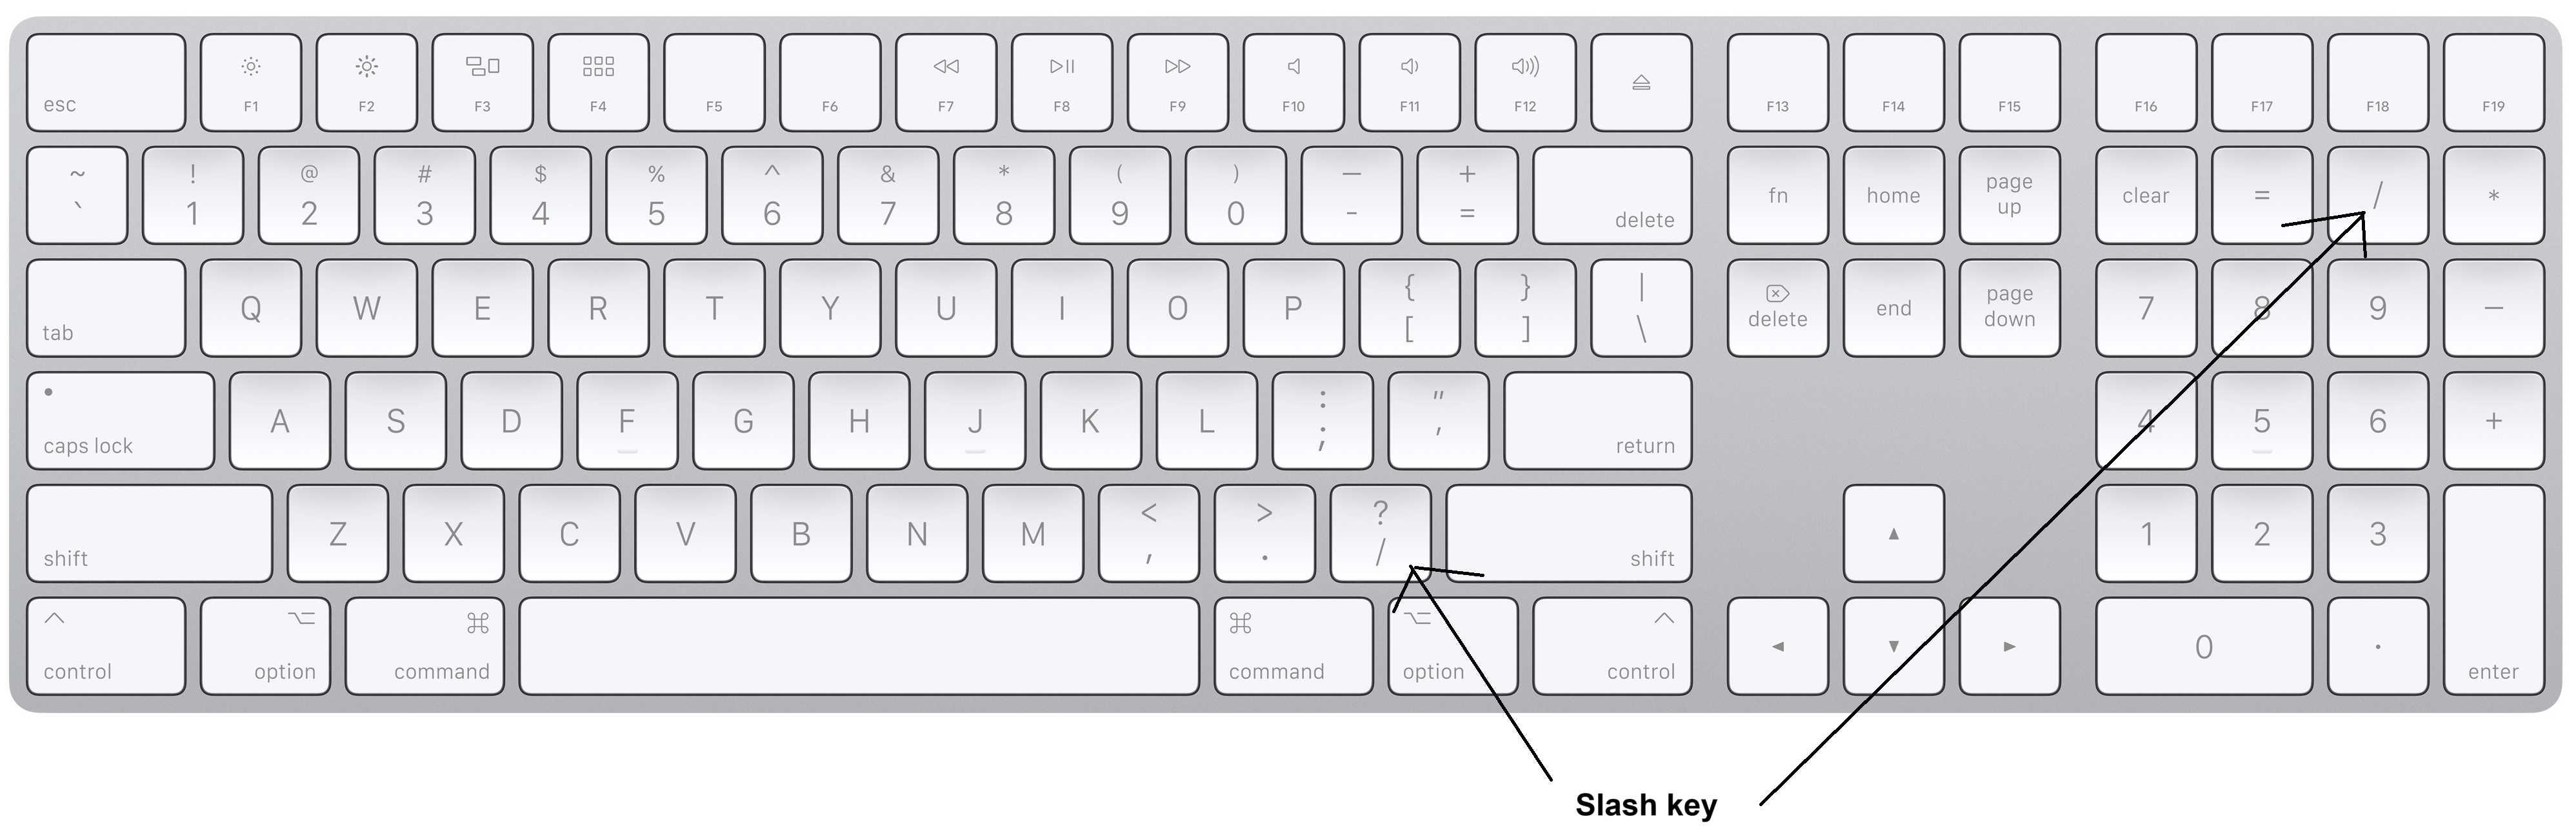 esc F1 F2 F3 F4 F5 F6 F7 F8 F9 F10 F11 F12 F13 F14 F15 F16 F17 F18 F19
~ ! @ # $ % ^ & * ( ) — +
` 1 2 3 4 5 6 7 8 9 0 - = delete fn home page up clear = / *
tab Q W E R T Y U I O P { [ } ] | \ delete end page down 7 8 9 —
caps lock A S D F G H J K L : ; " ' return 4 5 6 +
shift Z X C V B N M < , > . ? / shift 1 2 3
control option command command option control 0 . enter
Slash key